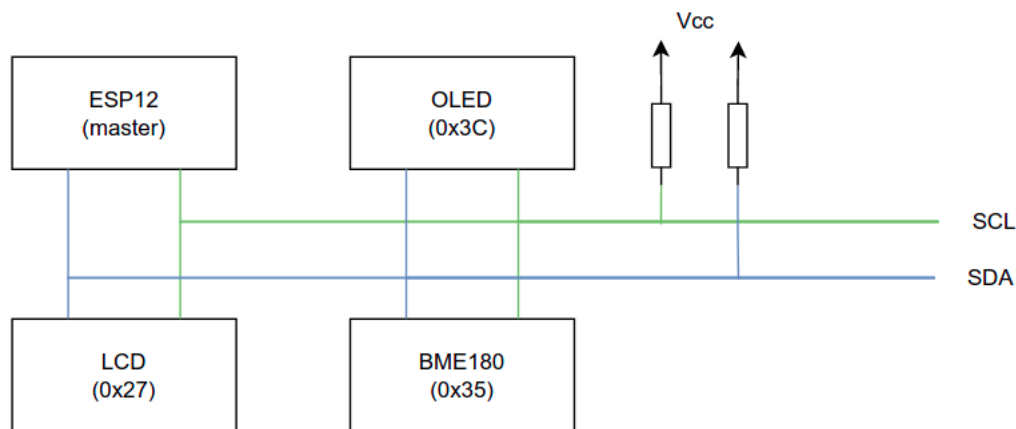 Vcc
ESP12
(master)
OLED
(0x3C)
SCL
SDA
LCD
(0x27)
BME180
(0x35)